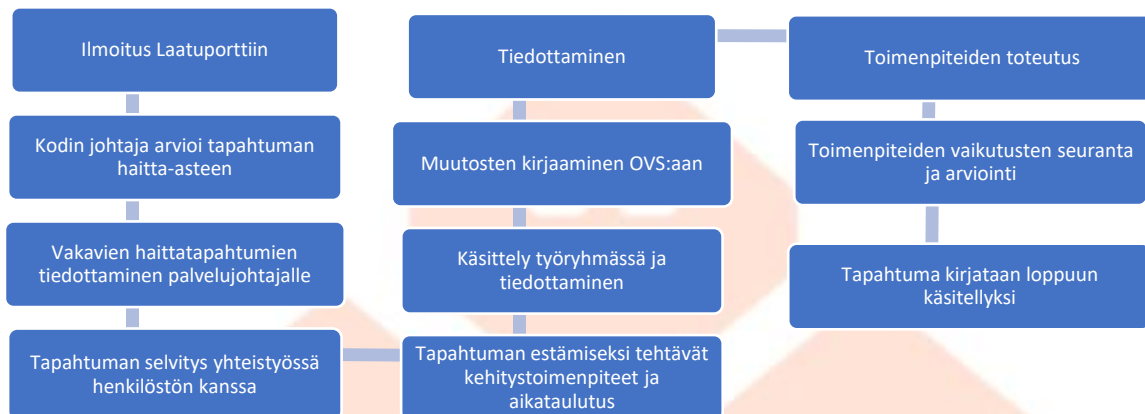 Ilmoitus Laatuporttiin
Kodin johtaja arvioi tapahtuman
haitta-asteen
Vakavien haittatapahtumien
tiedottaminen palvelujohtajalle
Tapahtuman selvitys yhteistyössä
henkilöstön kanssa
Tapahtuman estämiseksi tehtävät
kehitystoimenpiteet ja
aikataulutus
Käsittely työryhmässä ja
tiedottaminen
Muutosten kirjaaminen OVS:aan
Tiedottaminen
Toimenpiteiden toteutus
Toimenpiteiden vaikutusten seuranta
ja arviointi
Tapahtuma kirjataan loppuun
käsitellyksi